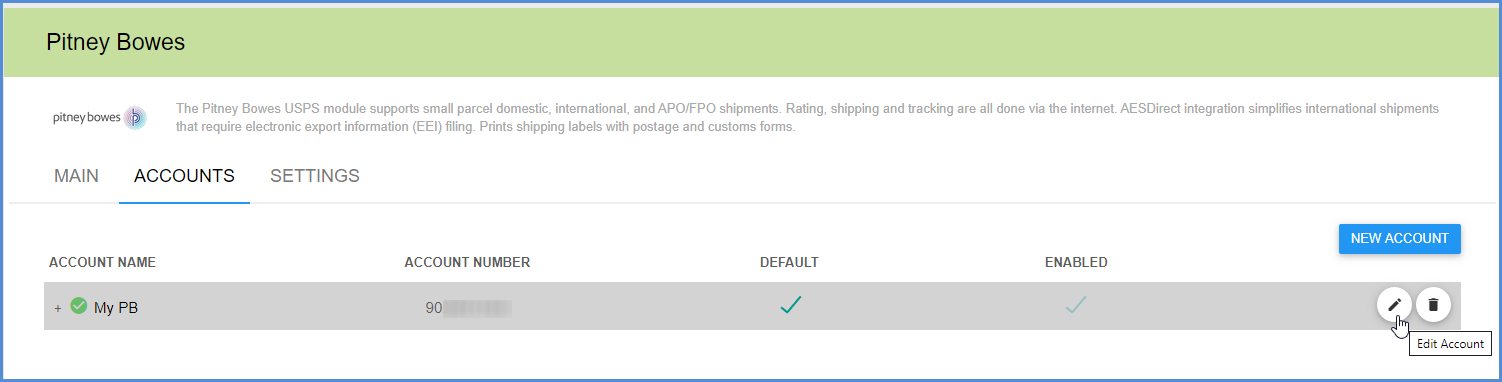 Pitney Bowes
pitney bowes
The Pitney Bowes USPS module supports small parcel domestic, international, and APO/FPO shipments. Rating, shipping and tracking are all done via the internet. AESDirect integration simplifies international shipments
that require electronic export information (EEI) filing. Prints shipping labels with postage and customs forms.
MAIN ACCOUNTS SETTINGS
NEW ACCOUNT
ACCOUNT NAME ACCOUNT NUMBER DEFAULT ENABLED
+ My PB 90
Edit Account